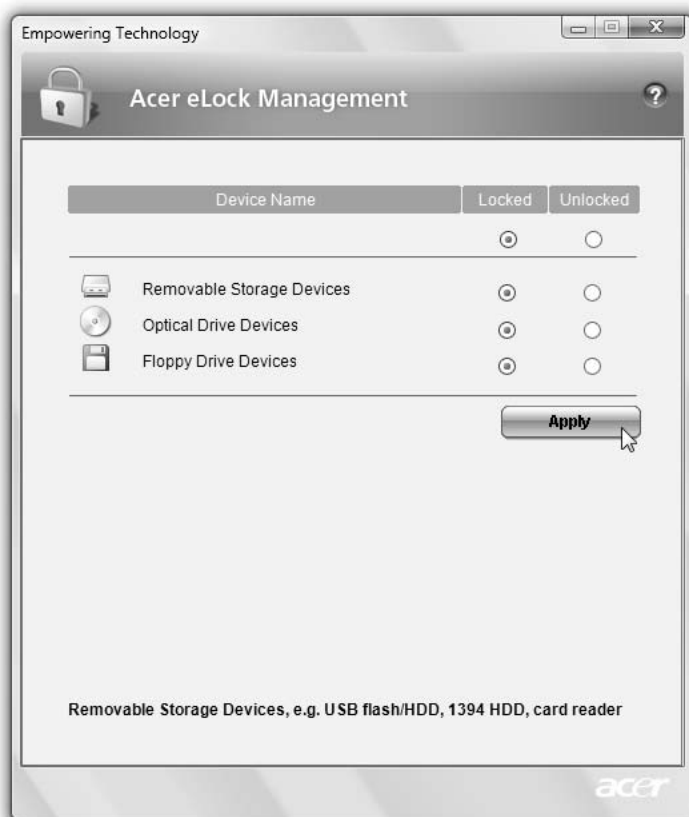 Empowering Technology
Acer eLock Management
?
Device Name Locked Unlocked
Removable Storage Devices
Optical Drive Devices
Floppy Drive Devices
Apply
Removable Storage Devices, e.g. USB flash/HDD, 1394 HDD, card reader
acer